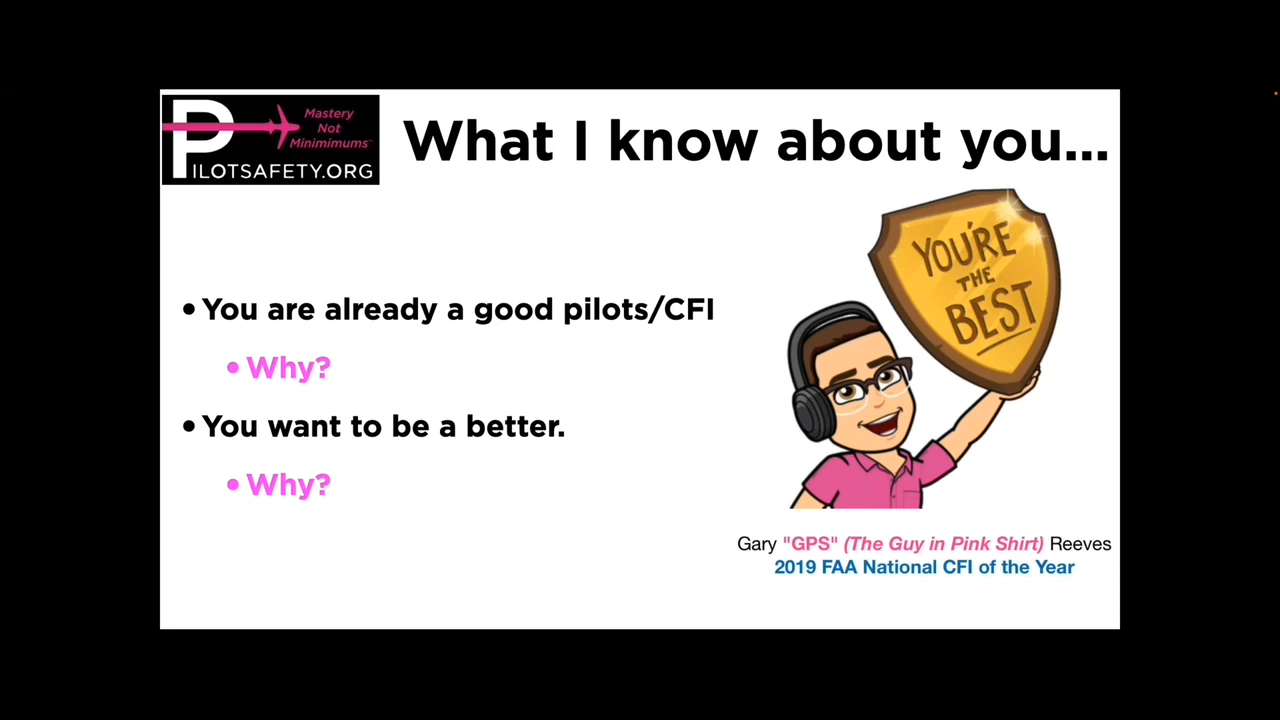 Mastery
Not
Minimimums™
PILOTSAFETY.ORG
What I know about you...
YOU'RE
THE
BEST
• You are already a good pilots/CFI
• Why?
• You want to be a better.
• Why?
Gary "GPS" (The Guy in Pink Shirt) Reeves
2019 FAA National CFI of the Year